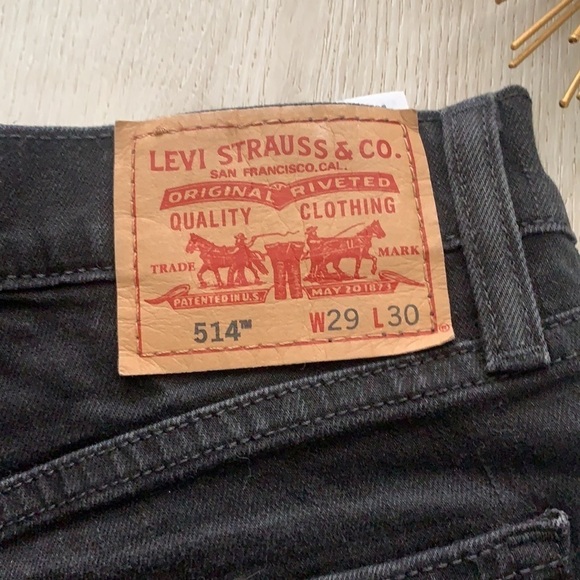 LEVI STRAUSS & CO.
SAN FRANCISCO, CAL.
ORIGINAL RIVETED
QUALITY CLOTHING
TRADE MARK
PATENTED IN U.S. MAY 20 1873
514™ W29 L30 ®